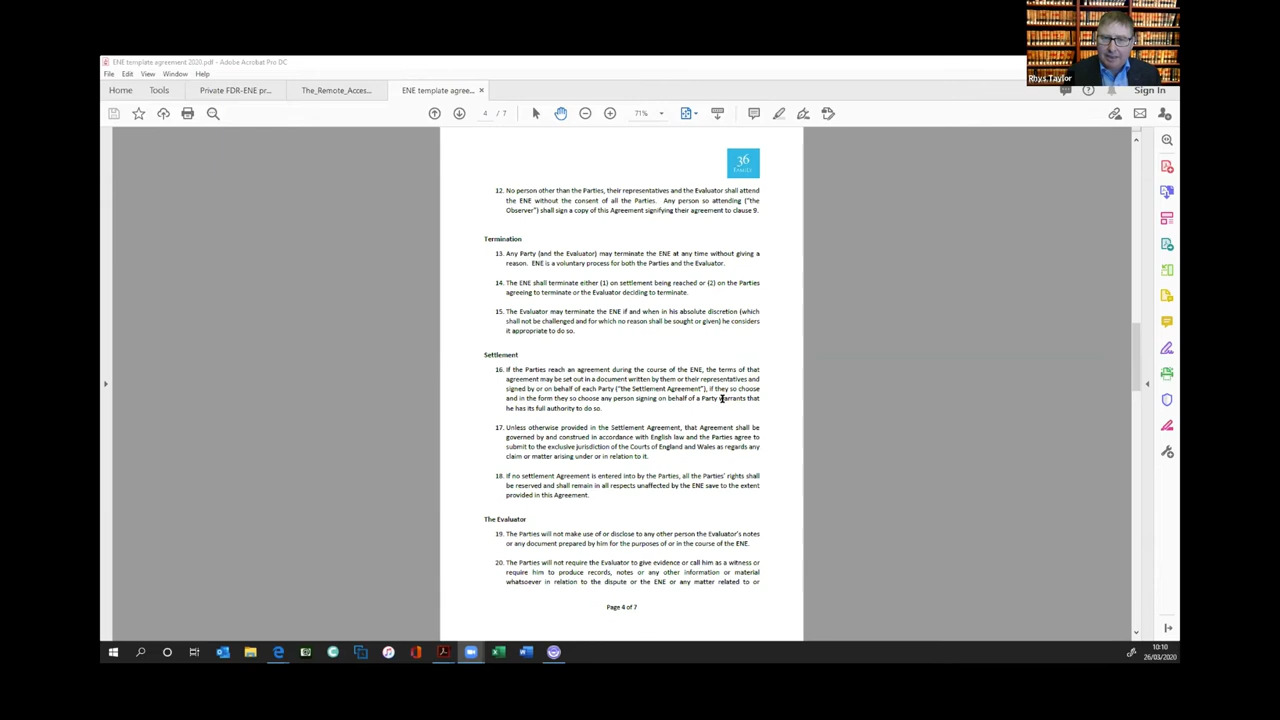 ENE template agreement 2020.pdf - Adobe Acrobat Pro DC
File Edit View Window Help
Home Tools Private FDR-ENE pr... The_Remote_Acces... ENE template agree... × Sign In
4 / 7 71%
Rhys Taylor
36
12. No person other than the Parties, their representatives and the Evaluator shall attend
the ENE without the consent of all the Parties. Any person so attending ("the
Observer") shall sign a copy of this Agreement signifying their agreement to clause 9.
Termination
13. Any Party (and the Evaluator) may terminate the ENE at any time without giving a
reason. ENE is a voluntary process for both the Parties and the Evaluator.
14. The ENE shall terminate either (1) on settlement being reached or (2) on the Parties
agreeing to terminate or the Evaluator deciding to terminate.
15. The Evaluator may terminate the ENE if and when in his absolute discretion (which
shall not be challenged and for which no reason shall be sought or given) he considers
it appropriate to do so.
Settlement
16. If the Parties reach an agreement during the course of the ENE, the terms of that
agreement may be set out in a document written by them or their representatives and
signed by or on behalf of each Party ("the Settlement Agreement"), if they so choose
and in the form they so choose any person signing on behalf of a Party warrants that
he has its full authority to do so.
17. Unless otherwise provided in the Settlement Agreement, that Agreement shall be
governed by and construed in accordance with English law and the Parties agree to
submit to the exclusive jurisdiction of the Courts of England and Wales as regards any
claim or matter arising under or in relation to it.
18. If no settlement Agreement is entered into by the Parties, all the Parties' rights shall
be reserved and shall remain in all respects unaffected by the ENE save to the extent
provided in this Agreement.
The Evaluator
19. The Parties will not make use of or disclose to any other person the Evaluator's notes
or any document prepared by him for the purposes of or in the course of the ENE.
20. The Parties will not require the Evaluator to give evidence or call him as a witness or
require him to produce records, notes or any other information or material
whatsoever in relation to the dispute or the ENE or any matter related to or
Page 4 of 7
10:10
26/03/2020